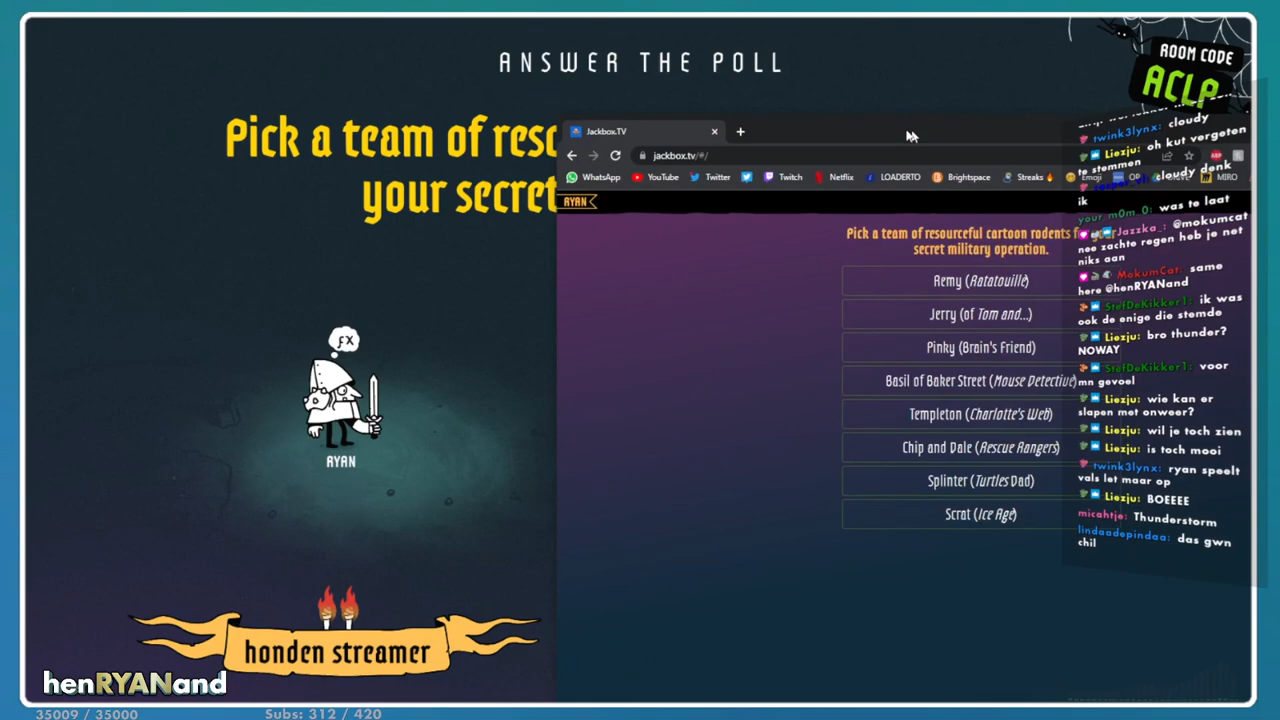 ANSWER THE POLL
ROOM CODE
ACLA
Pick a team of resc
your secret
fx
RYAN
honden streamer
henRYANand
35009 / 35000
Subs: 312 / 420
Jackbox.TV
jackbox.tv/#/
WhatsApp
YouTube
Twitter
Twitch
Netflix
LOADERTO
Brightspace
Streaks
Emoji
MIRO
RYAN
Pick a team of resourceful cartoon rodents f
secret military operation.
Remy (Ratatouille)
Jerry (of Tom and...)
Pinky (Brain's Friend)
Basil of Baker Street (Mouse Detective)
Templeton (Charlotte's Web)
Chip and Dale (Rescue Rangers)
Splinter (Turtles Dad)
Scrat (Ice Age)
twink3lynx: cloudy
Liezju: oh kut vergeten
te stemmen
cloudy denk
ik
your_m0m_0: was te laat
Jazzka_: @mokumcat
nee zachte regen heb je net
niks aan
MokumCat: same
here @henRYANand
StefDeKikker1: ik was
ook de enige die stemde
Liezju: bro thunder?
NOWAY
StefDeKikker1: voor
mn gevoel
Liezju: wie kan er
slapen met onweer?
Liezju: wil je toch zien
Liezju: is toch mooi
twink3lynx: ryan speelt
vals let maar op
Liezju: BOEEEE
micahtje: Thunderstorm
lindaadepindaa: das gwn
chil